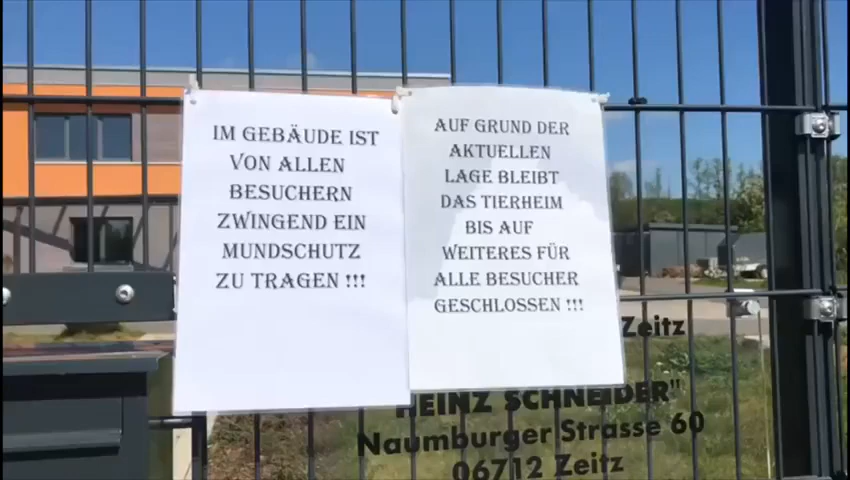 IM GEBÄUDE IST
VON ALLEN
BESUCHERN
ZWINGEND EIN
MUNDSCHUTZ
ZU TRAGEN !!!
AUF GRUND DER
AKTUELLEN
LAGE BLEIBT
DAS TIERHEIM
BIS AUF
WEITERES FÜR
ALLE BESUCHER
GESCHLOSSEN !!!
Zeitz
HEINZ SCHNEIDER"
Naumburger Strasse 60
06712 Zeitz